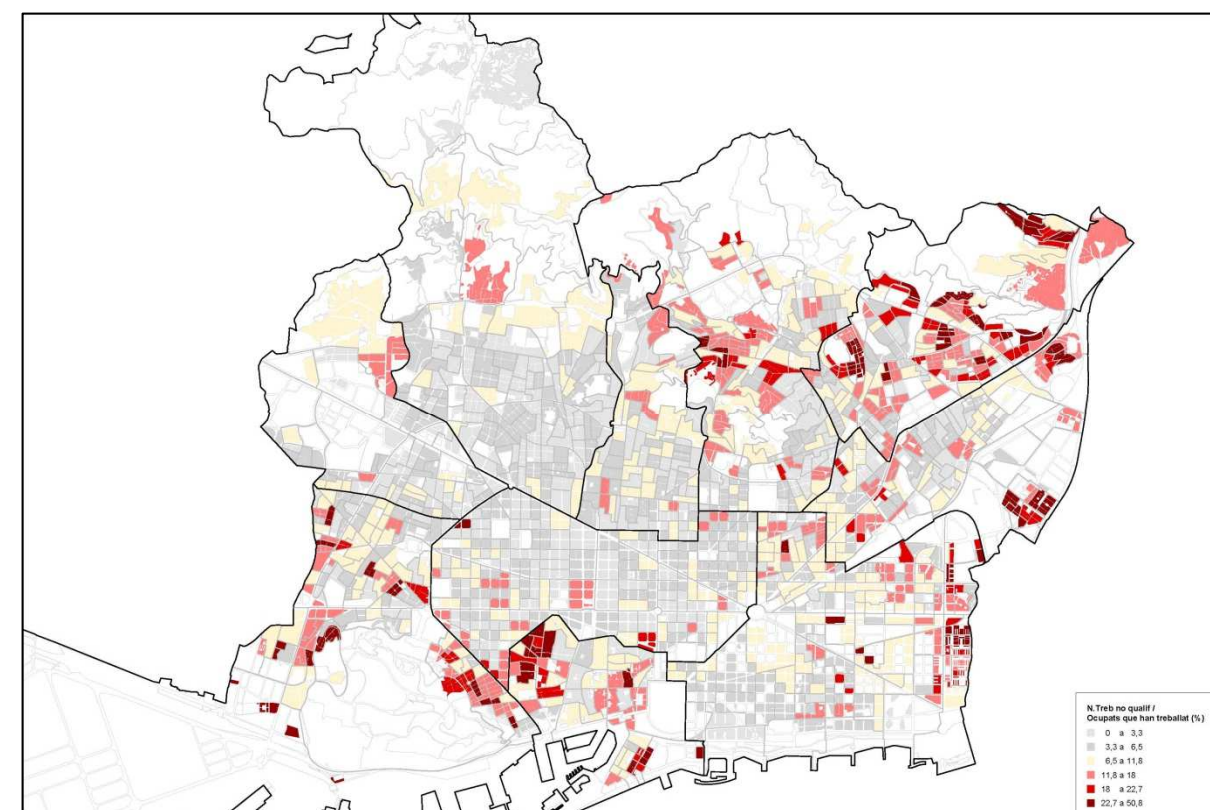 N.Treb no qualif /
Ocupats que han treballat (%)
0 a 3,3
3,3 a 6,5
6,5 a 11,8
11,8 a 18
18 a 22,7
22,7 a 50,8